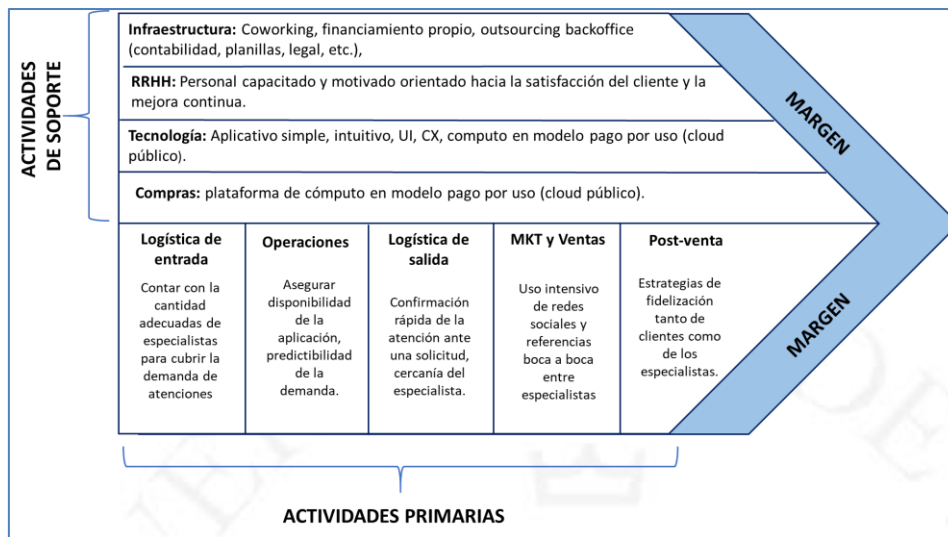 ACTIVIDADES
DE SOPORTE
Infraestructura: Coworking, financiamiento propio, outsourcing backoffice
(contabilidad, planillas, legal, etc.),
RRHH: Personal capacitado y motivado orientado hacia la satisfacción del cliente y la
mejora continua.
Tecnología: Aplicativo simple, intuitivo, UI, CX, computo en modelo pago por uso (cloud
público).
Compras: plataforma de cómputo en modelo pago por uso (cloud público).
MARGEN
Logística de
entrada
Contar con la
cantidad
adecuadas de
especialistas
para cubrir la
demanda de
atenciones
Operaciones
Asegurar
disponibilidad
de la
aplicación,
predictibilidad
de la
demanda.
Logística de
salida
Confirmación
rápida de la
atención ante
una solicitud,
cercanía del
especialista.
MKT y Ventas
Uso intensivo
de redes
sociales y
referencias
boca a boca
entre
especialistas
Post-venta
Estrategias de
fidelización
tanto de
clientes como
de los
especialistas.
MARGEN
ACTIVIDADES PRIMARIAS